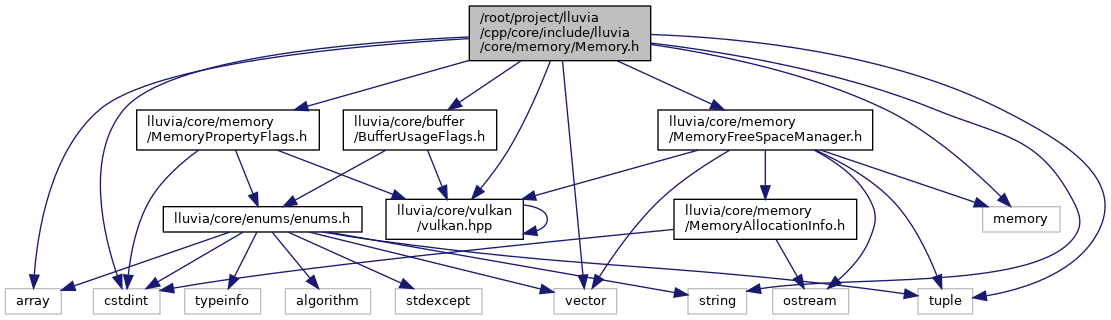 /root/project/lluvia
/cpp/core/include/lluvia
/core/memory/Memory.h
lluvia/core/memory
/MemoryPropertyFlags.h
lluvia/core/buffer
/BufferUsageFlags.h
lluvia/core/memory
/MemoryFreeSpaceManager.h
lluvia/core/enums/enums.h
lluvia/core/vulkan
/vulkan.hpp
lluvia/core/memory
/MemoryAllocationInfo.h
memory
array
cstdint
typeinfo
algorithm
stdexcept
vector
string
ostream
tuple